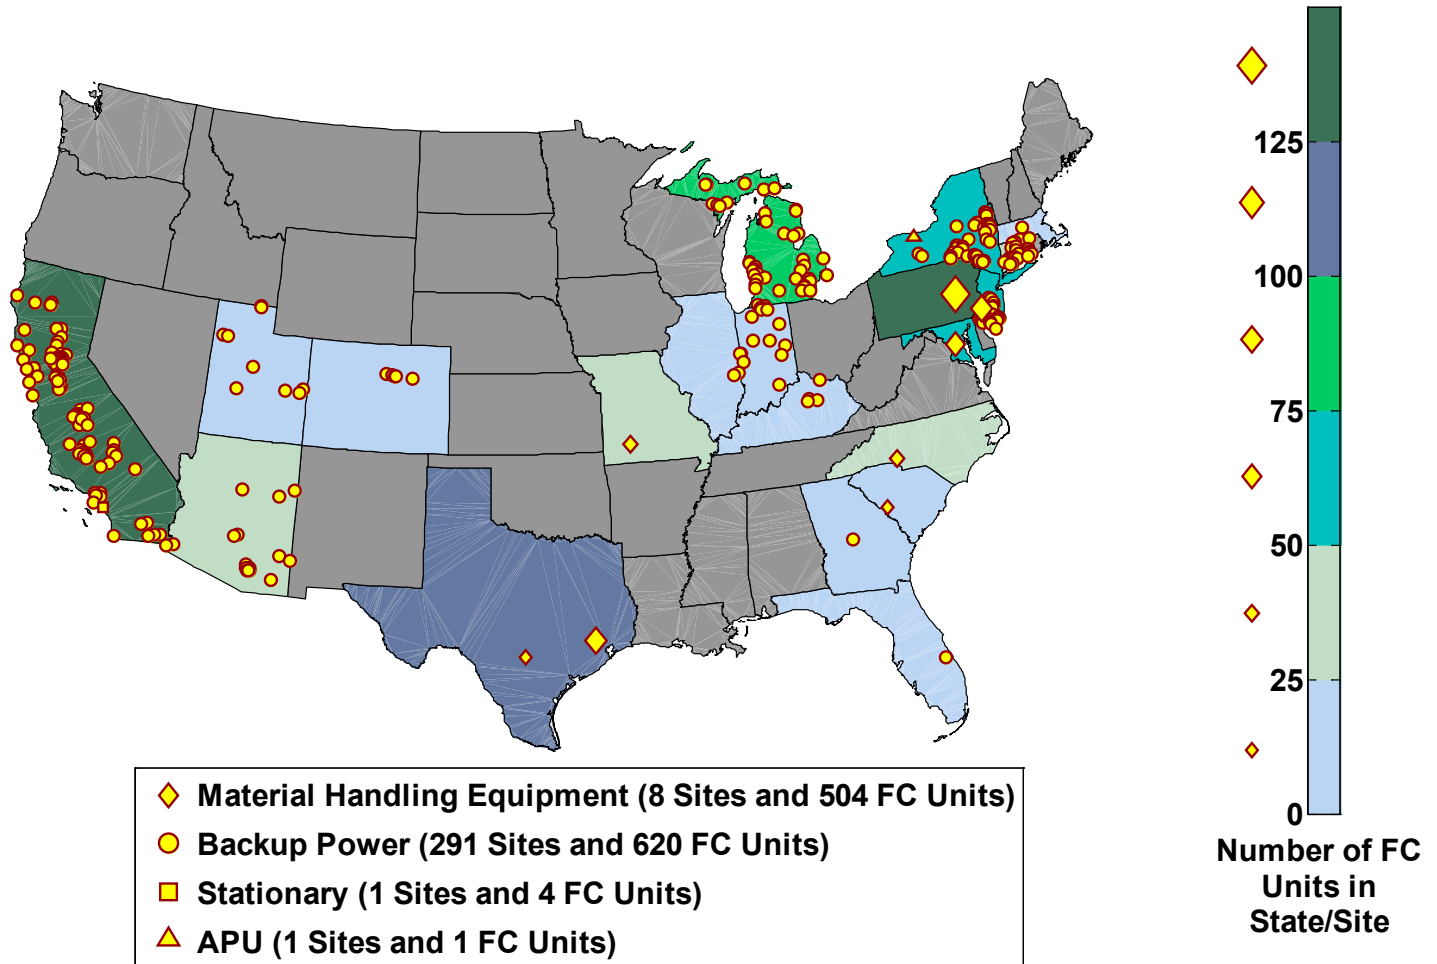 125
100
75
50
25
0
Number of FC
Units in
State/Site
Material Handling Equipment (8 Sites and 504 FC Units)
Backup Power (291 Sites and 620 FC Units)
Stationary (1 Sites and 4 FC Units)
APU (1 Sites and 1 FC Units)